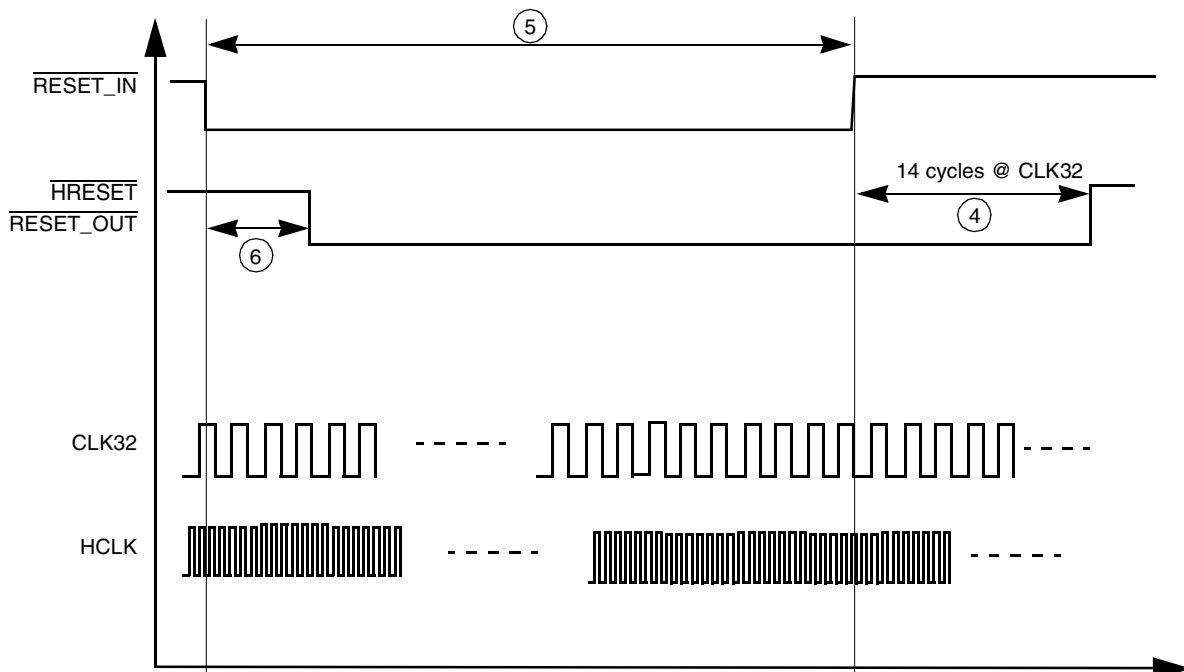 5
RESET_IN
14 cycles @ CLK32
HRESET
4
RESET_OUT
6
CLK32
HCLK